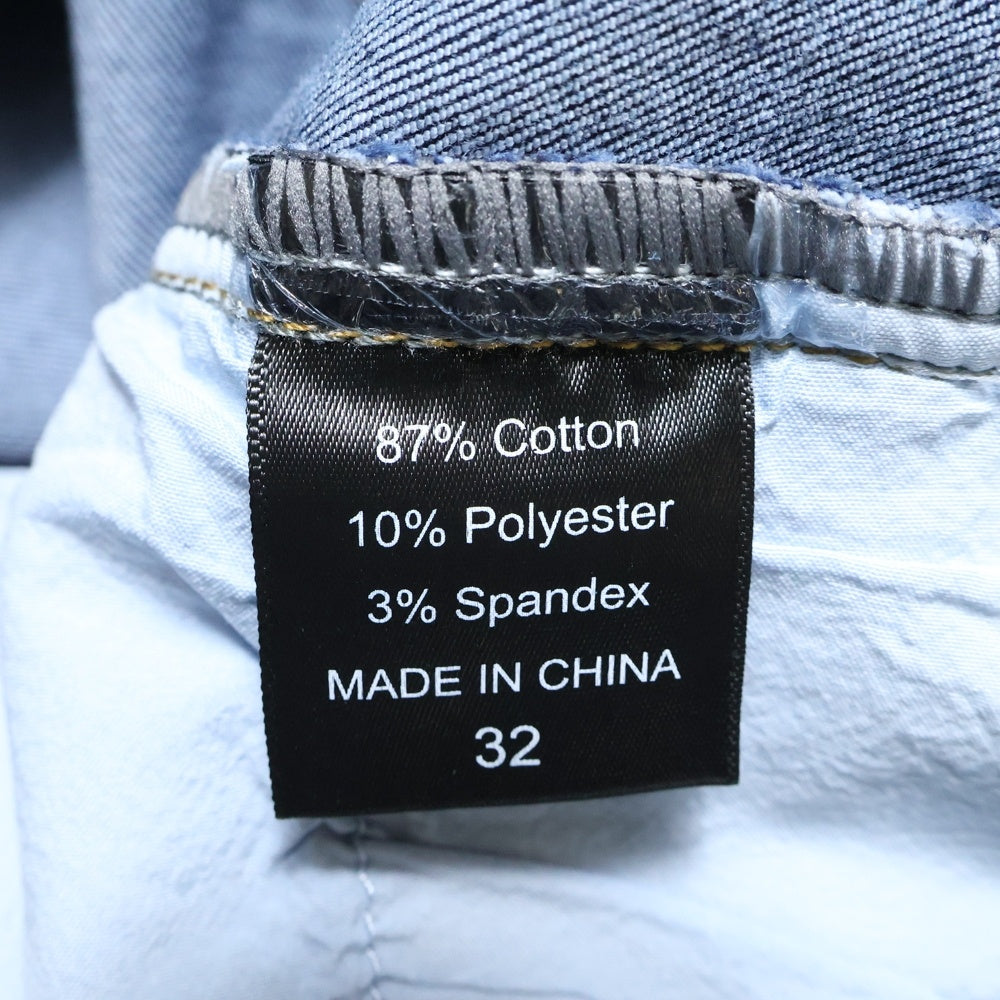 87% Cotton
10% Polyester
3% Spandex
MADE IN CHINA
32